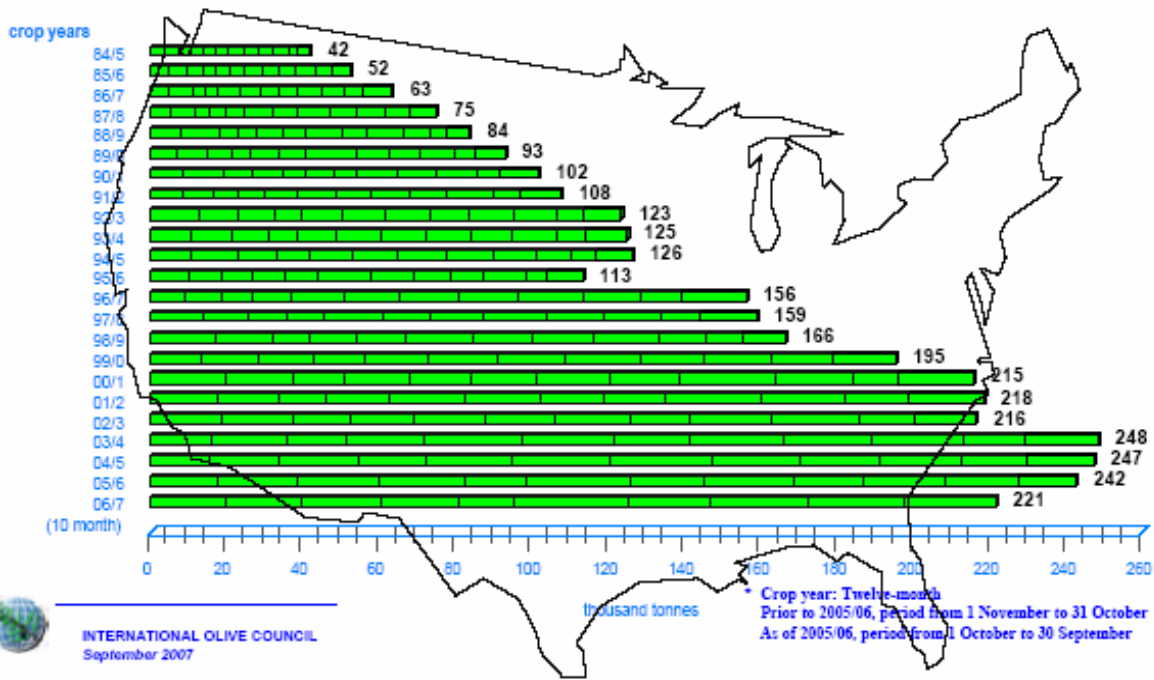 crop years
84/5 42
85/6 52
86/7 63
87/8 75
88/9 84
89/0 93
90/1 102
91/2 108
92/3 123
93/4 125
94/5 126
95/6 113
96/7 156
97/8 159
98/9 166
99/0 195
00/1 215
01/2 218
02/3 216
03/4 248
04/5 247
05/6 242
06/7 221
(10 month)
0 20 40 60 80 100 120 140 160 180 200 220 240 260
thousand tonnes
* Crop year: Twelve-month
Prior to 2005/06, period from 1 November to 31 October
As of 2005/06, period from 1 October to 30 September
INTERNATIONAL OLIVE COUNCIL
September 2007